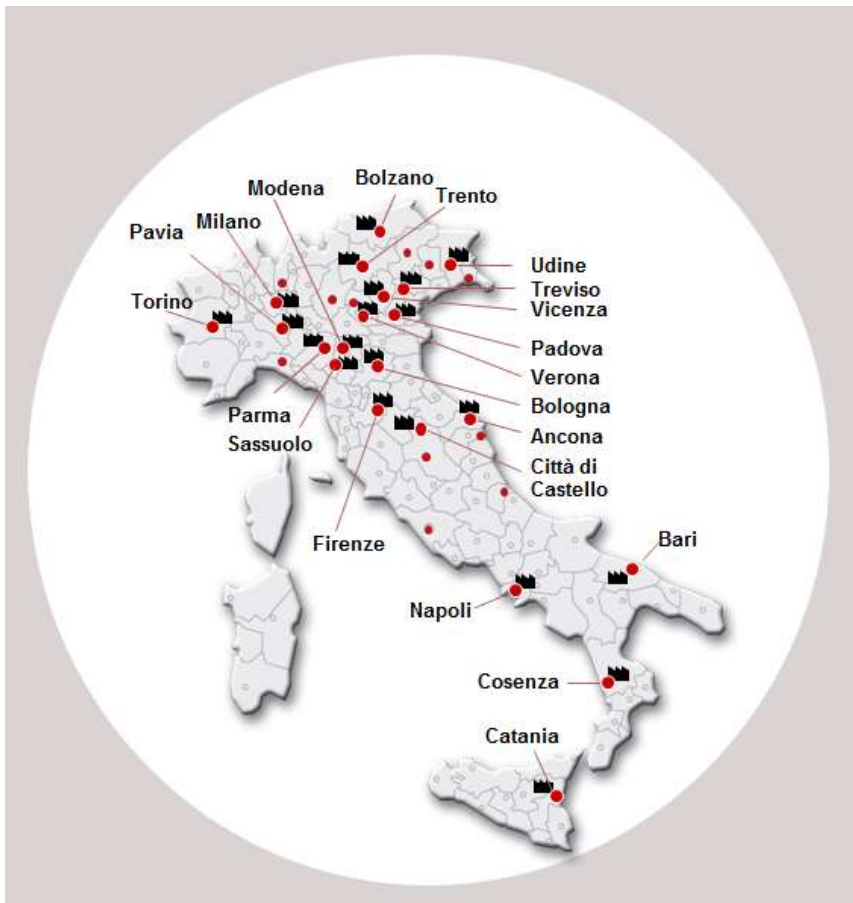 Bolzano
Modena
Trento
Milano
Pavia
Udine
Torino
Treviso
Vicenza
Padova
Verona
Bologna
Parma
Ancona
Sassuolo
Città di
Castello
Firenze
Bari
Napoli
Cosenza
Catania